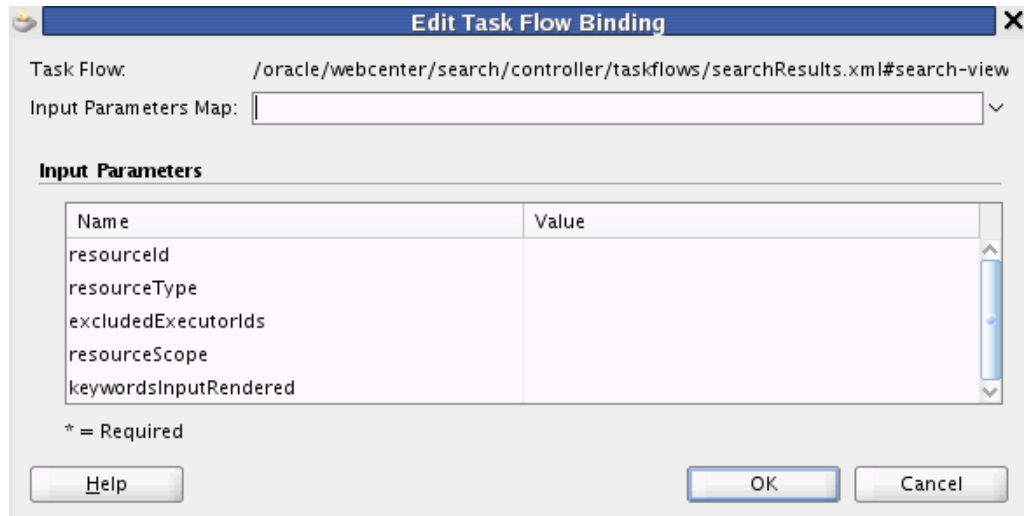 Edit Task Flow Binding
Task Flow: /oracle/webcenter/search/controller/taskflows/searchResults.xml#search-view
Input Parameters Map:
Input Parameters
Name Value
resourceId
resourceType
excludedExecutorIds
resourceScope
keywordsInputRendered
* = Required
Help OK Cancel